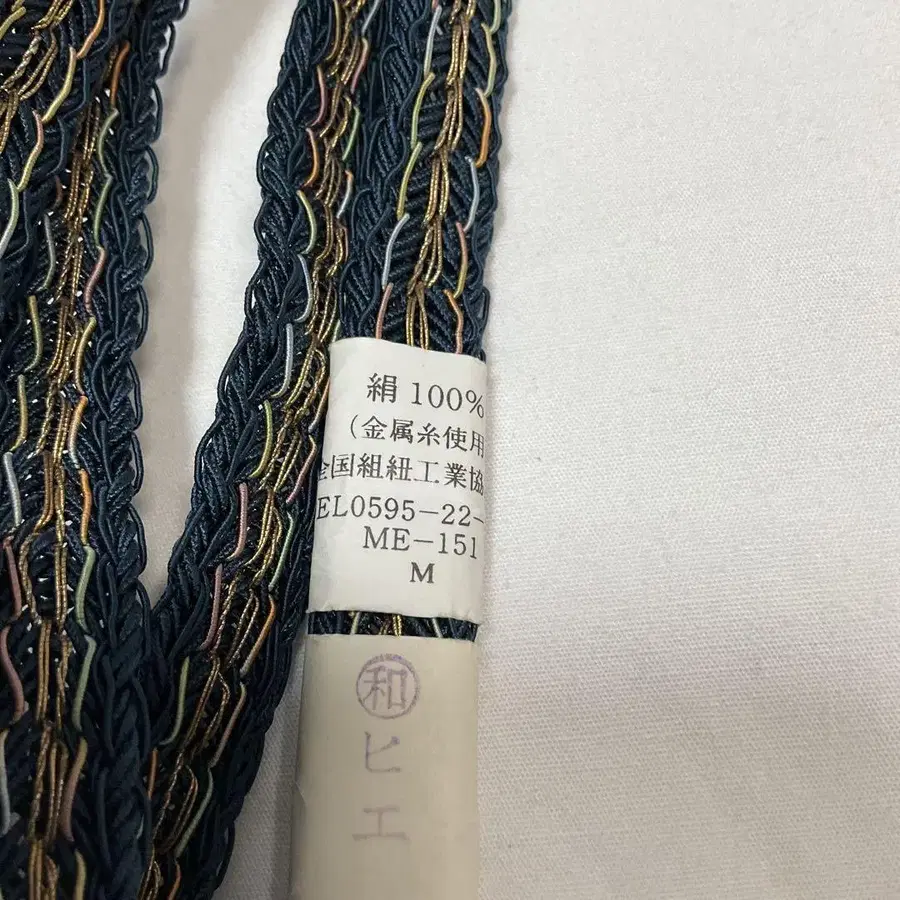 絹 100%
(金属糸使用
全国組紐工業協
EL0595-22-
ME-151
M
和
ヒエ